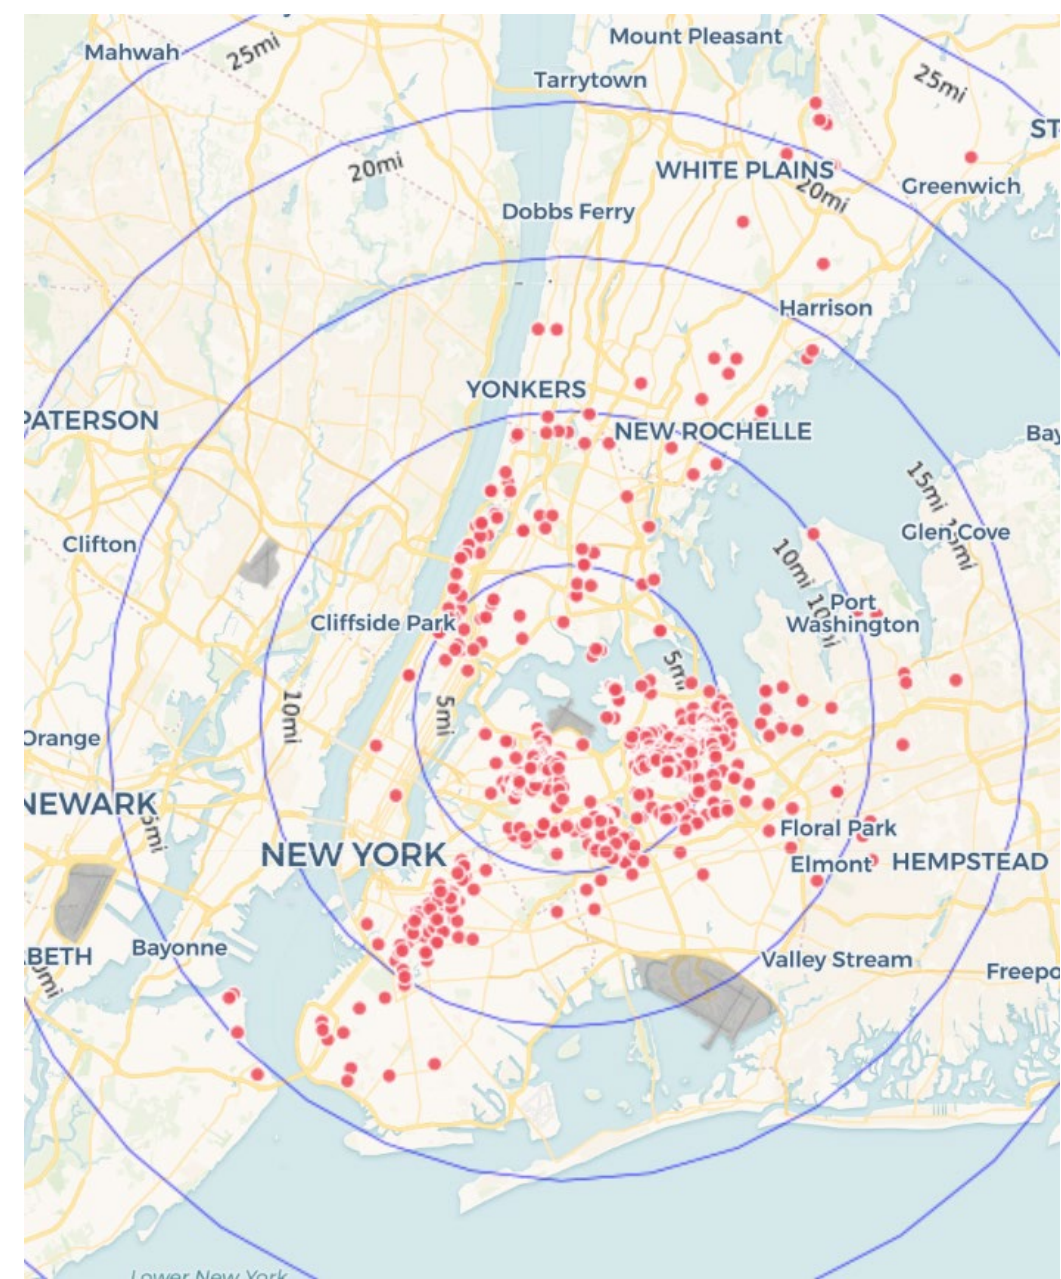 Mahwah
25mi
Mount Pleasant
Tarrytown
25mi
ST
20mi
WHITE PLAINS
20mi
Greenwich
Dobbs Ferry
Harrison
YONKERS
PATERSON
NEW ROCHELLE
Bay
15mi
15mi
Glen Cove
Clifton
10mi
10mi
Port
Washington
Cliffside Park
5mi
5mi
10mi
Orange
NEWARK
15mi
NEW YORK
Floral Park
Elmont
HEMPSTEAD
BETH
Bayonne
Valley Stream
Freepo
Lower New York